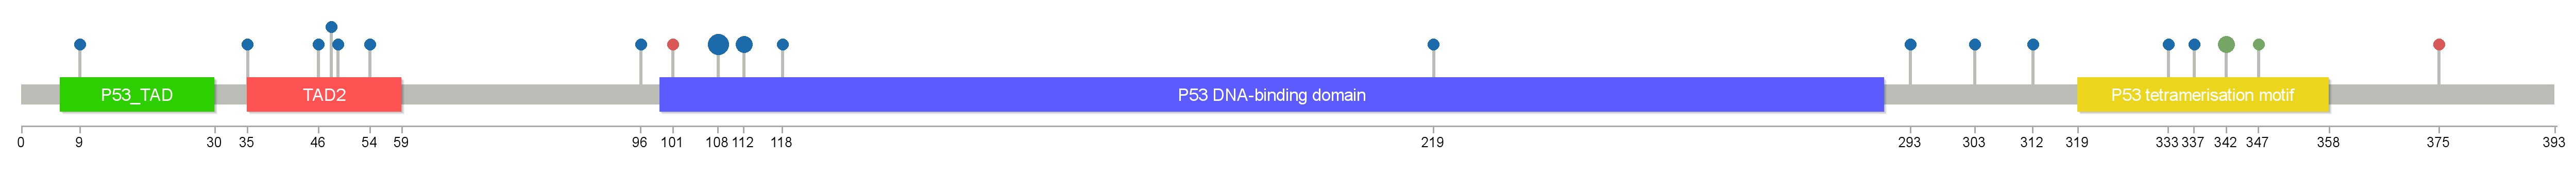 P53_TAD TAD2 P53 DNA-binding domain P53 tetramerisation motif
0 9 30 35 46 54 59 96 101 108 112 118 219 293 303 312 319 333 337 342 347 358 375 393